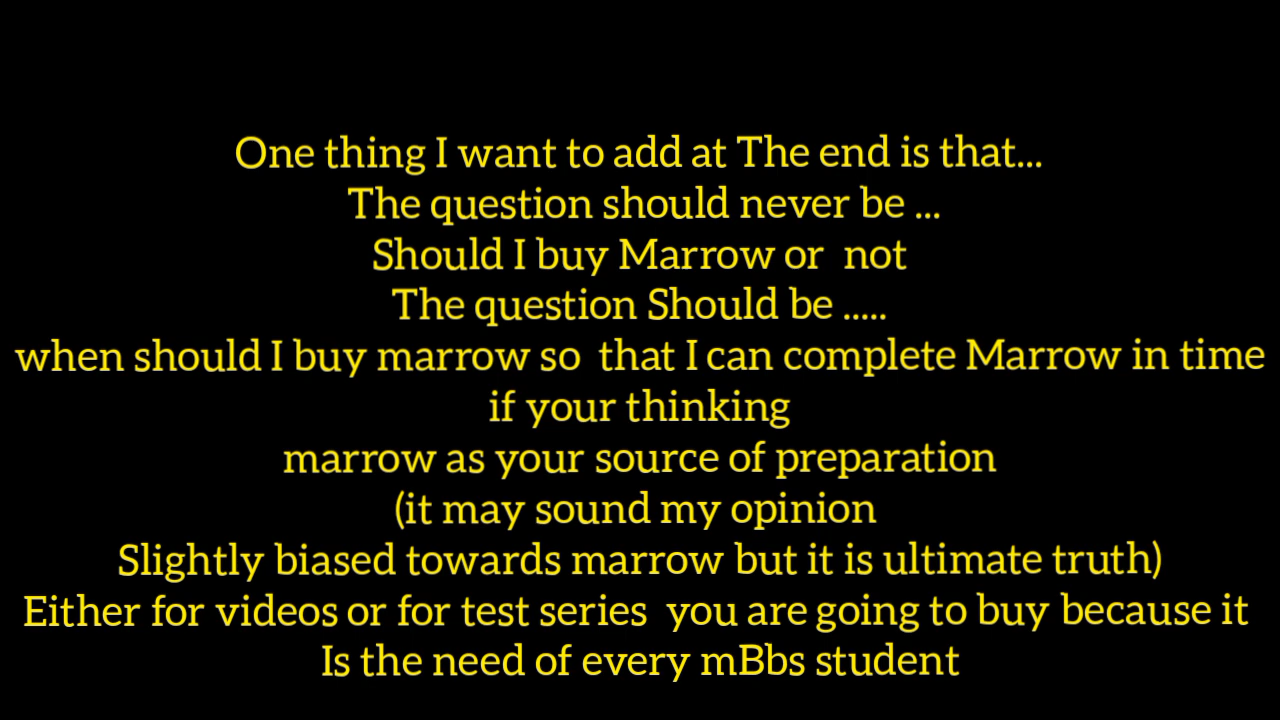 One thing I want to add at The end is that...
The question should never be ...
Should I buy Marrow or  not
The question Should be .....
when should I buy marrow so  that I can complete Marrow in time
if your thinking
marrow as your source of preparation
(it may sound my opinion
Slightly biased towards marrow but it is ultimate truth)
Either for videos or for test series  you are going to buy because it
Is the need of every mBbs student